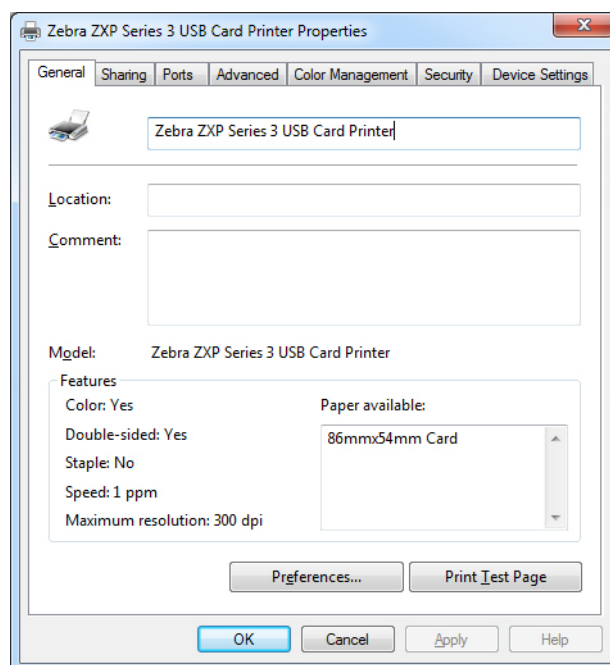 Zebra ZXP Series 3 USB Card Printer Properties
General Sharing Ports Advanced Color Management Security Device Settings
Zebra ZXP Series 3 USB Card Printer
Location:
Comment:
Model: Zebra ZXP Series 3 USB Card Printer
Features
Color: Yes Paper available:
Double-sided: Yes 86mmx54mm Card
Staple: No
Speed: 1 ppm
Maximum resolution: 300 dpi
Preferences... Print Test Page
OK Cancel Apply Help